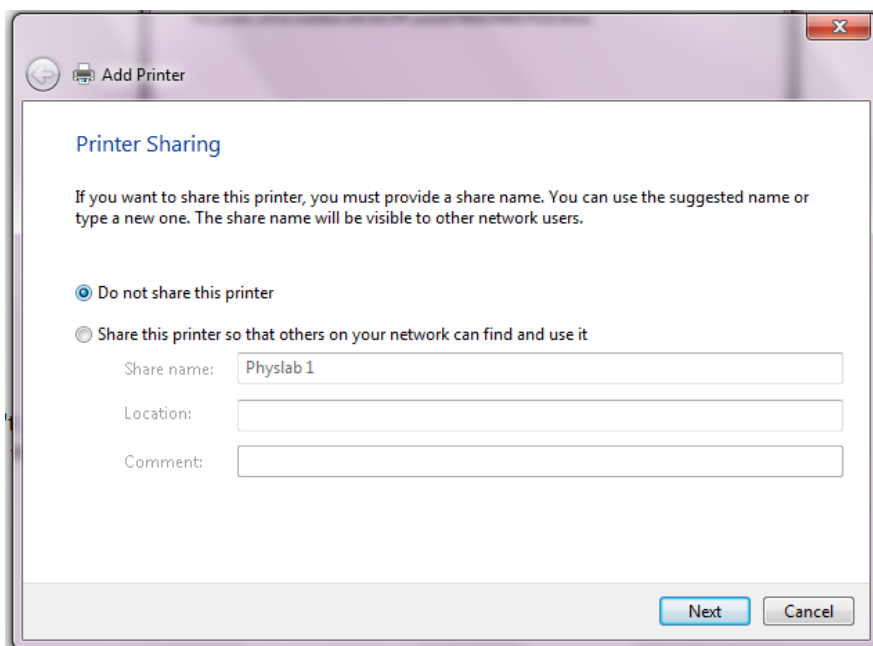 Add Printer
Printer Sharing
If you want to share this printer, you must provide a share name. You can use the suggested name or
type a new one. The share name will be visible to other network users.
Do not share this printer
Share this printer so that others on your network can find and use it
Share name: Physlab 1
Location:
Comment:
Next Cancel